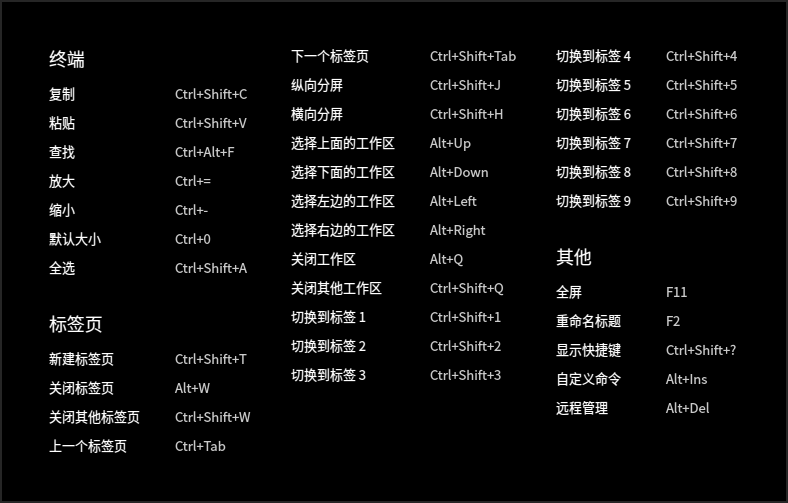 终端
复制 Ctrl+Shift+C
粘贴 Ctrl+Shift+V
查找 Ctrl+Alt+F
放大 Ctrl+=
缩小 Ctrl+-
默认大小 Ctrl+0
全选 Ctrl+Shift+A
标签页
新建标签页 Ctrl+Shift+T
关闭标签页 Alt+W
关闭其他标签页 Ctrl+Shift+W
上一个标签页 Ctrl+Tab
下一个标签页 Ctrl+Shift+Tab
纵向分屏 Ctrl+Shift+J
横向分屏 Ctrl+Shift+H
选择上面的工作区 Alt+Up
选择下面的工作区 Alt+Down
选择左边的工作区 Alt+Left
选择右边的工作区 Alt+Right
关闭工作区 Alt+Q
关闭其他工作区 Ctrl+Shift+Q
切换到标签 1 Ctrl+Shift+1
切换到标签 2 Ctrl+Shift+2
切换到标签 3 Ctrl+Shift+3
切换到标签 4 Ctrl+Shift+4
切换到标签 5 Ctrl+Shift+5
切换到标签 6 Ctrl+Shift+6
切换到标签 7 Ctrl+Shift+7
切换到标签 8 Ctrl+Shift+8
切换到标签 9 Ctrl+Shift+9
其他
全屏 F11
重命名标题 F2
显示快捷键 Ctrl+Shift+?
自定义命令 Alt+Ins
远程管理 Alt+Del